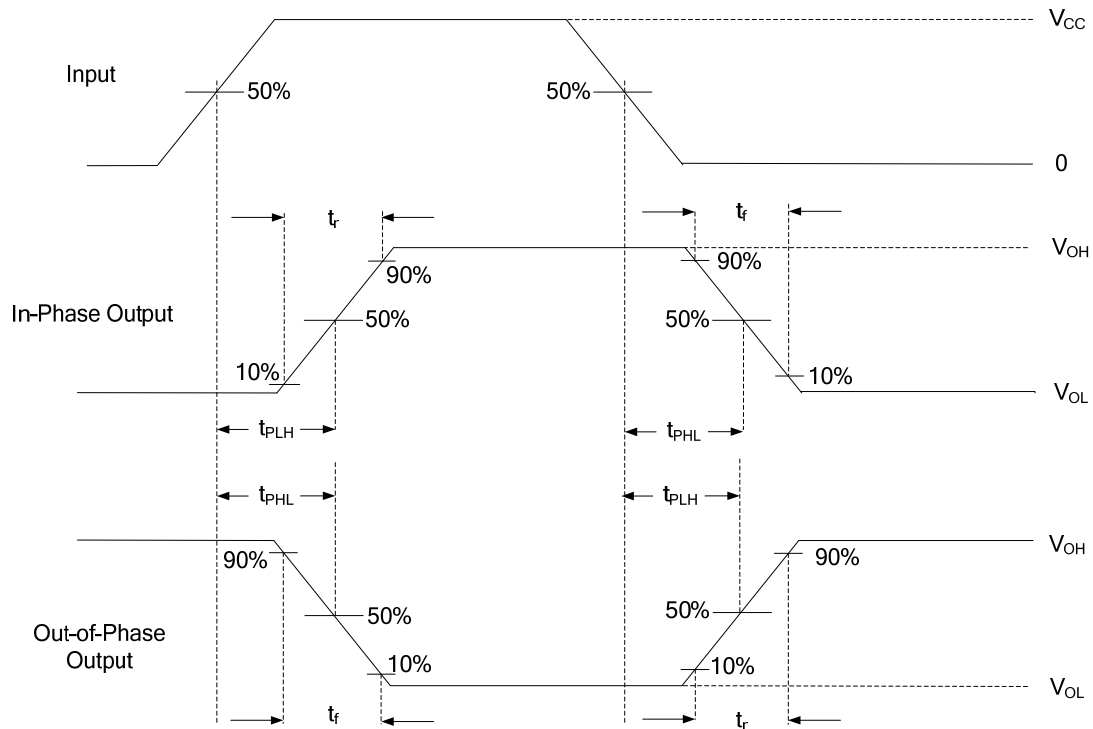 V_CC
Input
50%
50%
0
t_r
t_f
V_OH
90%
90%
In-Phase Output
50%
50%
10%
10%
V_OL
t_PLH
t_PHL
t_PHL
t_PLH
V_OH
90%
90%
50%
50%
Out-of-Phase
Output
10%
10%
V_OL
t_f
t_r